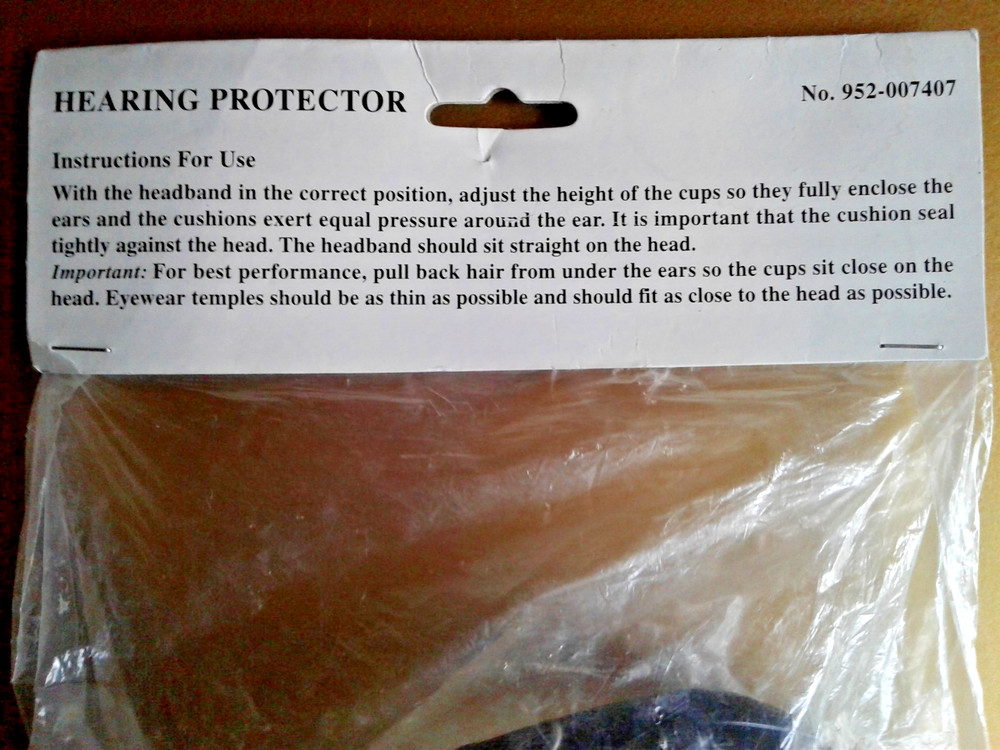 HEARING PROTECTOR
No. 952-007407
Instructions For Use
With the headband in the correct position, adjust the height of the cups so they fully enclose the
ears and the cushions exert equal pressure around the ear. It is important that the cushion seal
tightly against the head. The headband should sit straight on the head.
Important: For best performance, pull back hair from under the ears so the cups sit close on the
head. Eyewear temples should be as thin as possible and should fit as close to the head as possible.